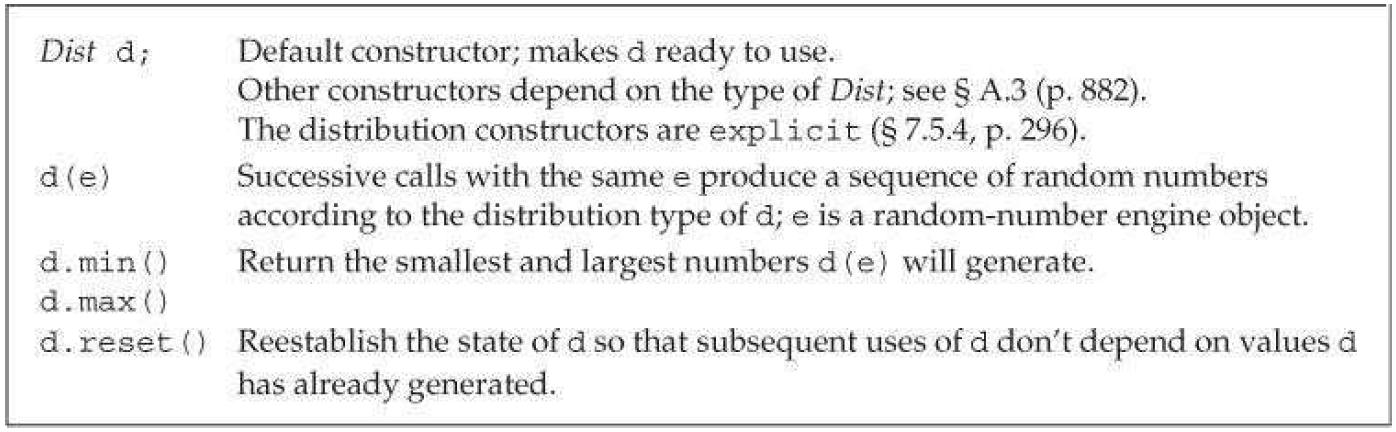 Dist d; Default constructor; makes d ready to use.
Other constructors depend on the type of Dist; see § A.3 (p. 882).
The distribution constructors are explicit (§ 7.5.4, p. 296).
d(e) Successive calls with the same e produce a sequence of random numbers
according to the distribution type of d; e is a random-number engine object.
d.min() Return the smallest and largest numbers d(e) will generate.
d.max()
d.reset() Reestablish the state of d so that subsequent uses of d don't depend on values d
has already generated.